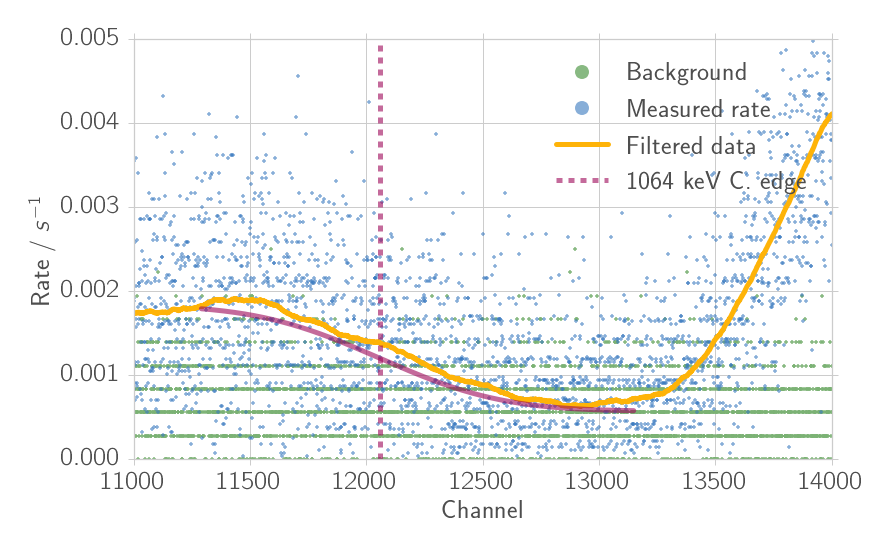 0.005
0.004
0.003
0.002
0.001
0.000
Rate / s⁻¹
Background
Measured rate
Filtered data
1064 keV C. edge
11000 11500 12000 12500 13000 13500 14000
Channel